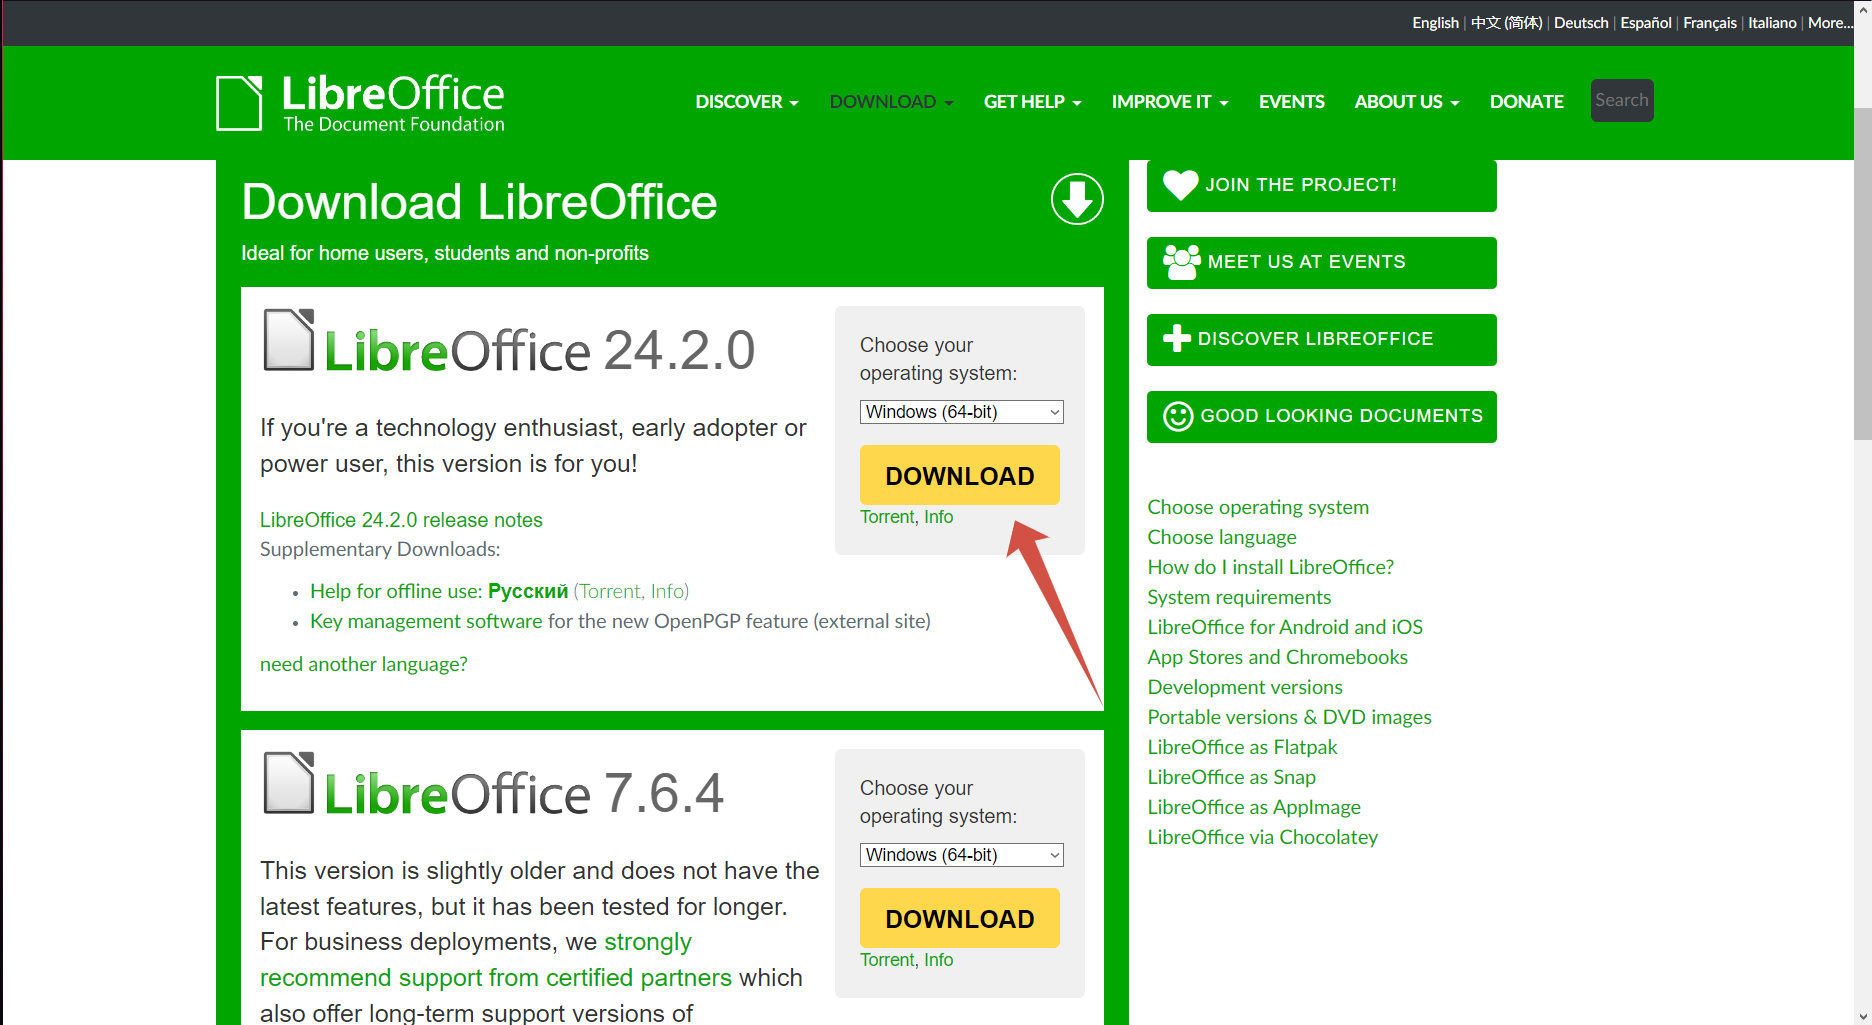 English | 中文 (简体) | Deutsch | Español | Français | Italiano | More...
LibreOffice
The Document Foundation
DISCOVER
DOWNLOAD
GET HELP
IMPROVE IT
EVENTS
ABOUT US
DONATE
Search
Download LibreOffice
Ideal for home users, students and non-profits
LibreOffice 24.2.0
If you're a technology enthusiast, early adopter or
power user, this version is for you!
LibreOffice 24.2.0 release notes
Supplementary Downloads:
• Help for offline use: Русский (Torrent, Info)
• Key management software for the new OpenPGP feature (external site)
need another language?
Choose your
operating system:
Windows (64-bit)
DOWNLOAD
Torrent, Info
LibreOffice 7.6.4
This version is slightly older and does not have the
latest features, but it has been tested for longer.
For business deployments, we strongly
recommend support from certified partners which
also offer long-term support versions of
Choose your
operating system:
Windows (64-bit)
DOWNLOAD
Torrent, Info
JOIN THE PROJECT!
MEET US AT EVENTS
DISCOVER LIBREOFFICE
GOOD LOOKING DOCUMENTS
Choose operating system
Choose language
How do I install LibreOffice?
System requirements
LibreOffice for Android and iOS
App Stores and Chromebooks
Development versions
Portable versions & DVD images
LibreOffice as Flatpak
LibreOffice as Snap
LibreOffice as AppImage
LibreOffice via Chocolatey